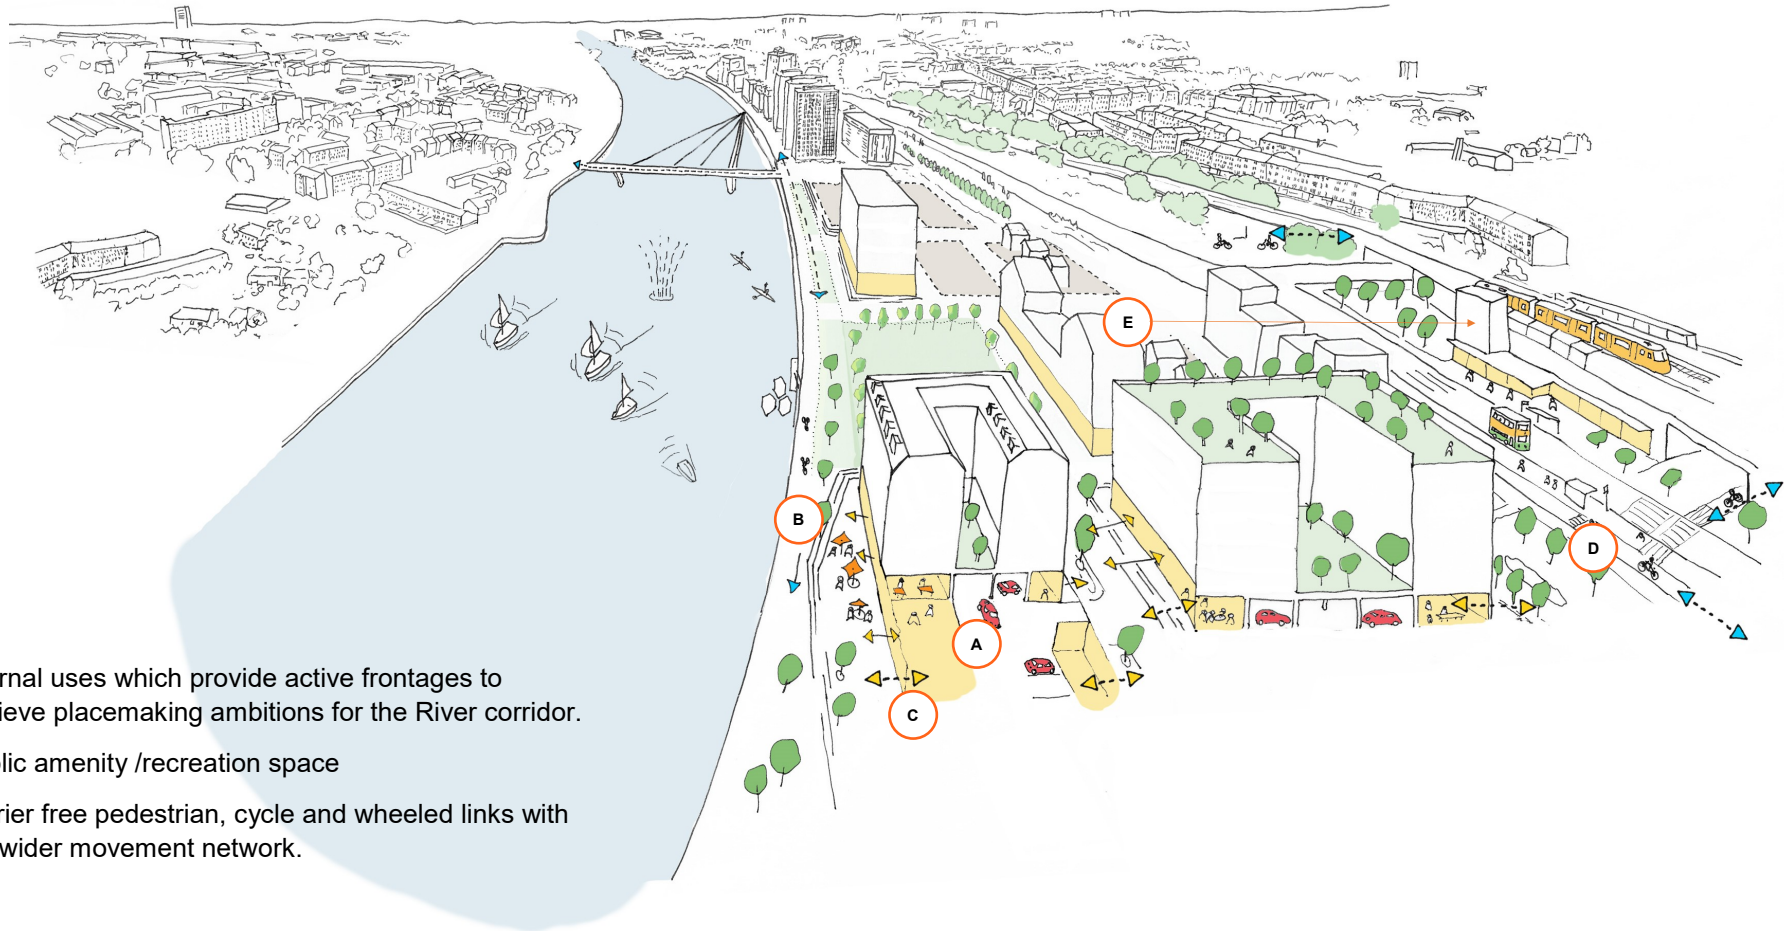 E
B
D
A
rnal uses which provide active frontages to
ieve placemaking ambitions for the River corridor.
C
lic amenity /recreation space
rier free pedestrian, cycle and wheeled links with
wider movement network.